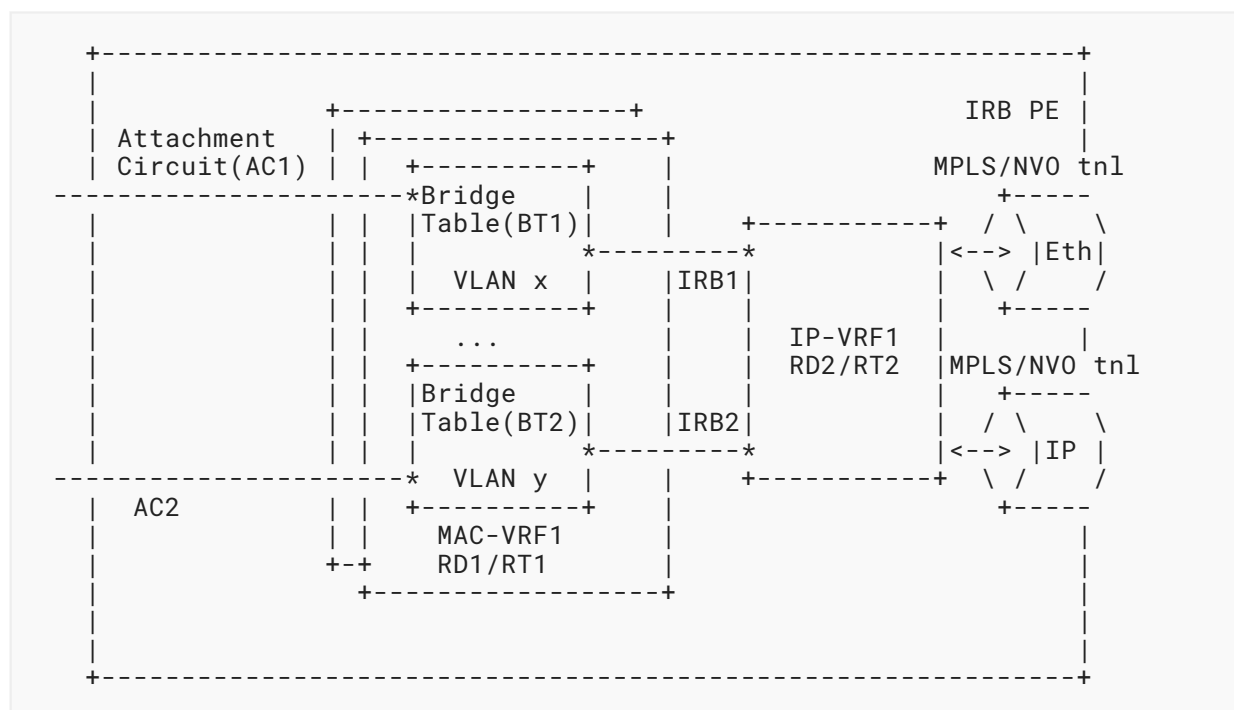 IRB PE
Attachment
Circuit(AC1)
MPLS/NVO tnl
Bridge
Table(BT1)
<--> |Eth|
VLAN x
IRB1
...
IP-VRF1
RD2/RT2
MPLS/NVO tnl
Bridge
Table(BT2)
IRB2
<--> |IP |
VLAN y
AC2
MAC-VRF1
RD1/RT1